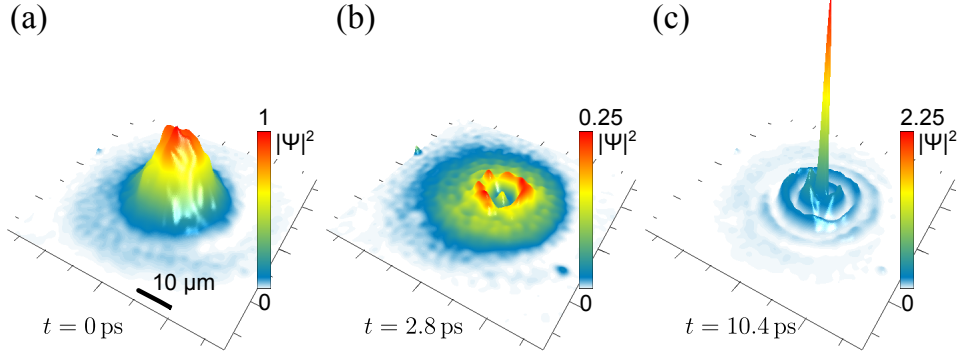 (a)
1
|Ψ|²
0
10 µm
t = 0 ps
(b)
0.25
|Ψ|²
0
t = 2.8 ps
(c)
2.25
|Ψ|²
0
t = 10.4 ps